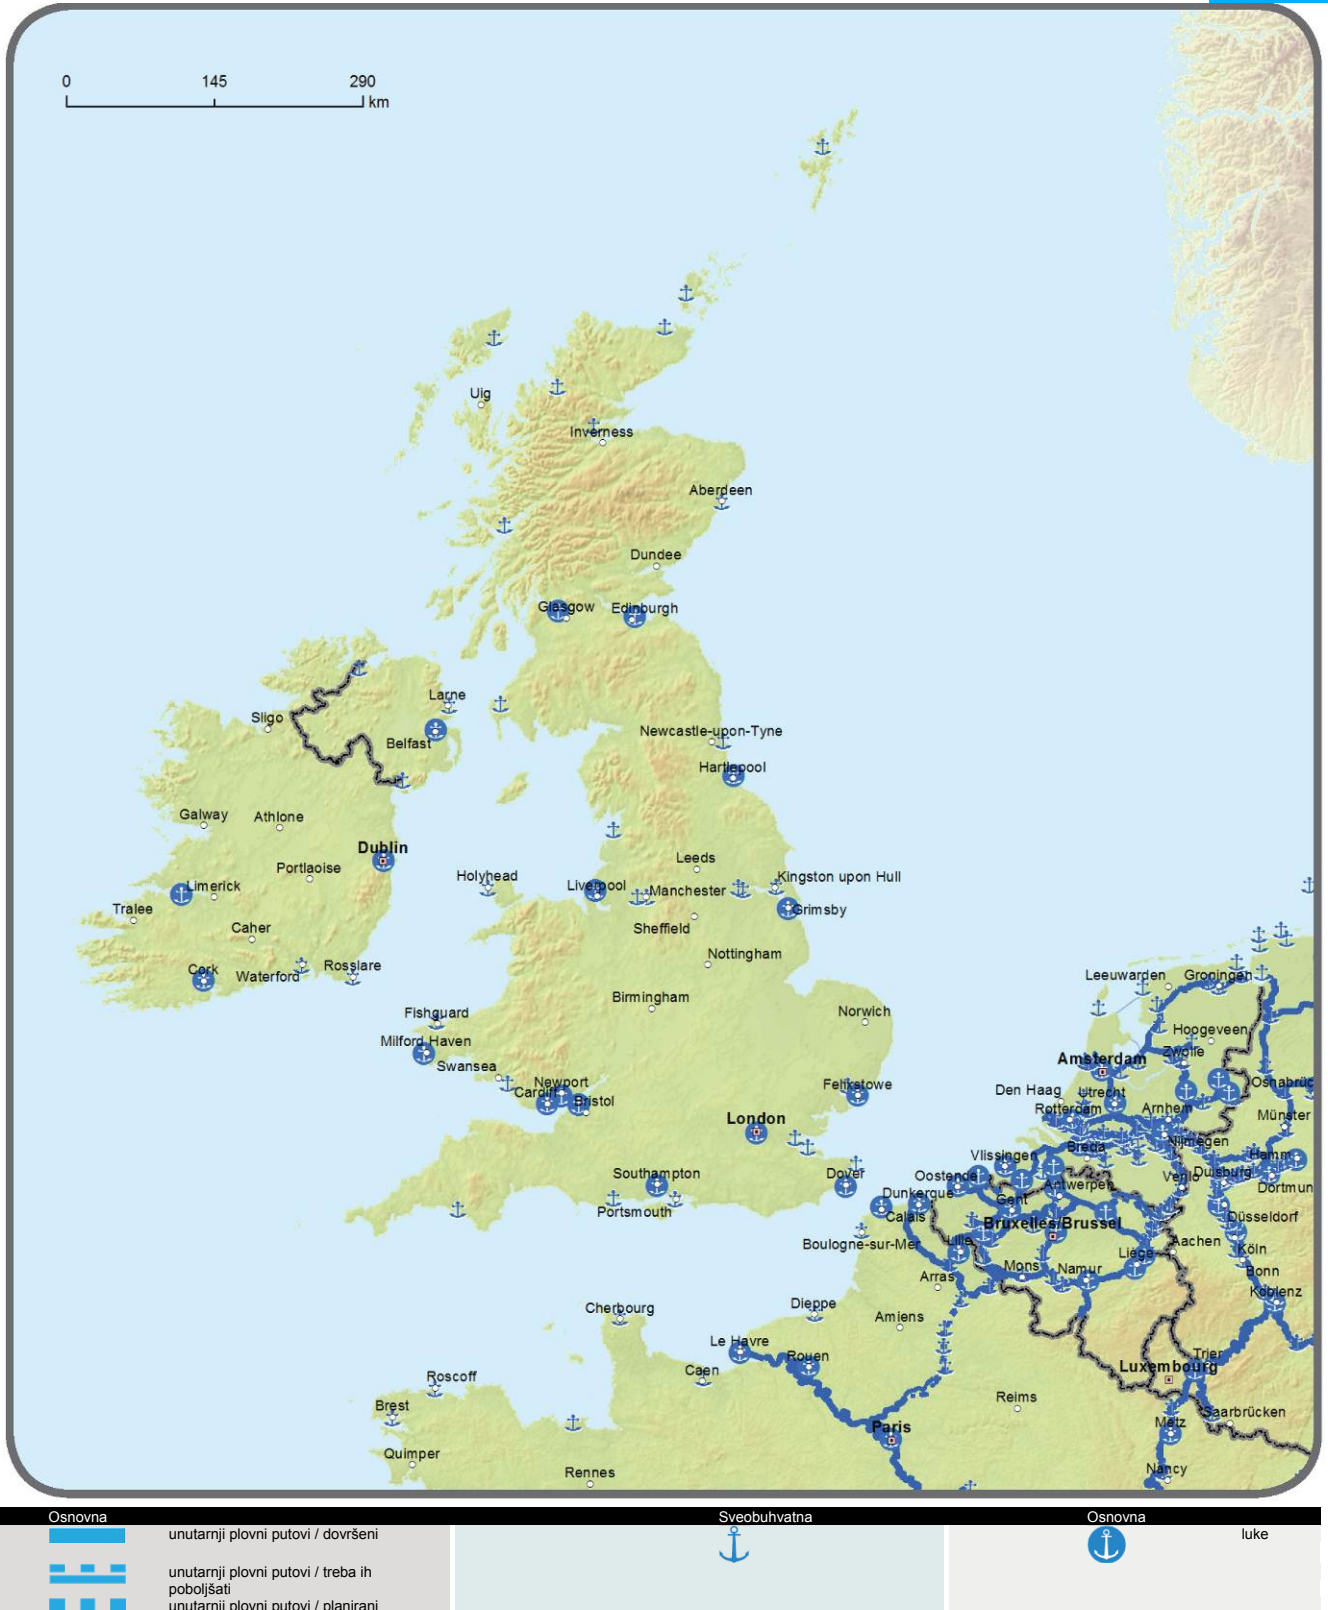 0 145 290
km
Uig
Inverness
Aberdeen
Dundee
Glasgow Edinburgh
Larne
Sligo
Belfast
Newcastle-upon-Tyne
Hartlepool
Galway Athlone
Dublin
Portlaoise
Leeds
Holyhead
Liverpool
Manchester
Kingston upon Hull
Limerick
Tralee
Grimsby
Caher
Sheffield
Nottingham
Cork
Waterford
Rosslare
Leeuwarden Groningen
Birmingham
Norwich
Fishguard
Hoogeveen
Milford Haven
Zwolle
Amsterdam
Swansea
Newport
Felixstowe
Osnabrüc
Cardiff
Bristol
Den Haag
Utrecht
Rotterdam
Arnhem
Münster
London
Nijmegen
Breda
Vlissingen
Hamm
Southampton
Dover
Oostende
Duisburg
Venlo
Antwerpen
Dortmun
Dunkerque
Gent
Portsmouth
Calais
Düsseldorf
Bruxelles/Brussel
Boulogne-sur-Mer
Lille
Aachen
Köln
Liège
Mons
Namur
Bonn
Arras
Koblenz
Cherbourg
Dieppe
Amiens
Le Havre
Rouen
Trier
Caen
Luxembourg
Roscoff
Reims
Brest
Saarbrücken
Metz
Paris
Quimper
Rennes
Nancy
Osnovna Sveobuhvatna Osnovna
unutarnji plovni putovi / dovršeni
luke
unutarnji plovni putovi / treba ih
poboljšati
unutarnji plovni putovi / planirani